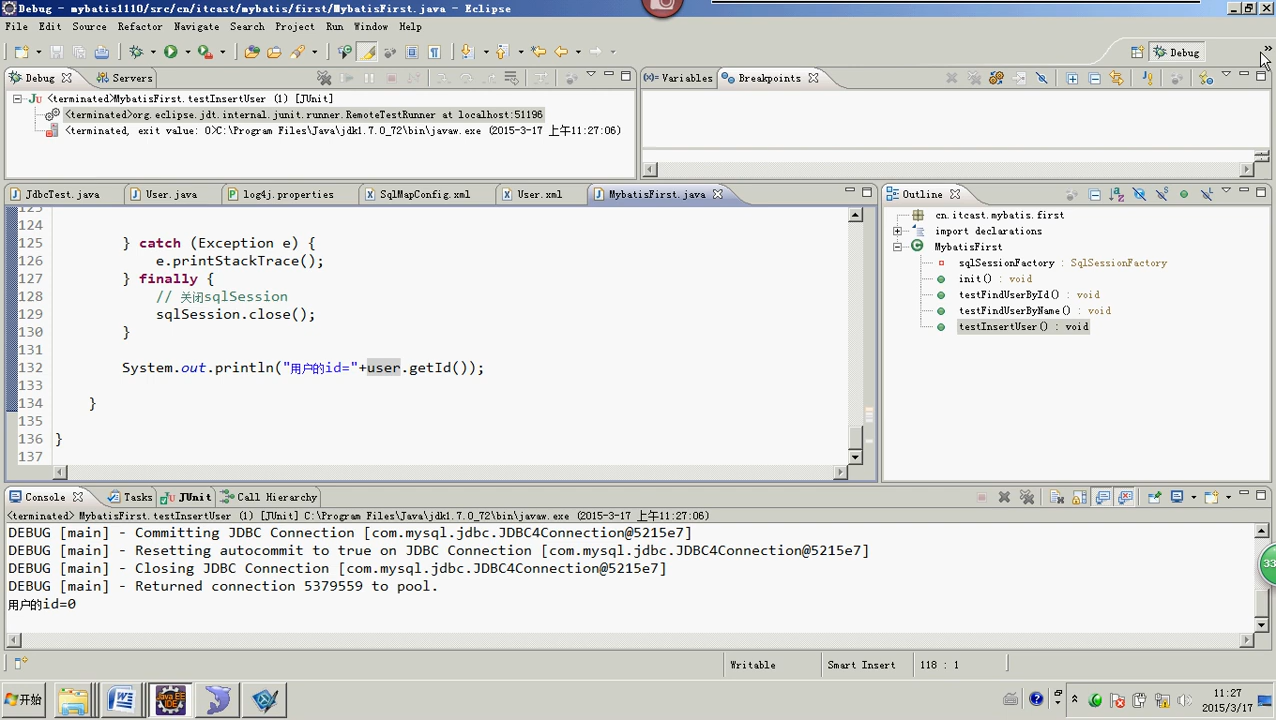 Debug - mybatis1110/src/cn/itcast/mybatis/first/MybatisFirst.java - Eclipse
File Edit Source Refactor Navigate Search Project Run Window Help
Debug
Debug Servers
<terminated>MybatisFirst.testInsertUser (1) [JUnit]
<terminated>org.eclipse.jdt.internal.junit.runner.RemoteTestRunner at localhost:51196
<terminated, exit value: 0>C:\Program Files\Java\jdk1.7.0_72\bin\javaw.exe (2015-3-17 上午11:27:06)
Variables Breakpoints
JdbcTest.java User.java log4j.properties SqlMapConfig.xml User.xml MybatisFirst.java
124
125 } catch (Exception e) {
126 e.printStackTrace();
127 } finally {
128 // 关闭sqlSession
129 sqlSession.close();
130 }
131
132 System.out.println("用户的id="+user.getId());
133
134 }
135
136 }
137
Outline
cn.itcast.mybatis.first
import declarations
MybatisFirst
sqlSessionFactory : SqlSessionFactory
init() : void
testFindUserById() : void
testFindUserByName() : void
testInsertUser() : void
Console Tasks JUnit Call Hierarchy
<terminated> MybatisFirst.testInsertUser [JUnit] C:\Program Files\Java\jdk1.7.0_72\bin\javaw.exe (2015-3-17 上午11:27:06)
DEBUG [main] - Committing JDBC Connection [com.mysql.jdbc.JDBC4Connection@5215e7]
DEBUG [main] - Resetting autocommit to true on JDBC Connection [com.mysql.jdbc.JDBC4Connection@5215e7]
DEBUG [main] - Closing JDBC Connection [com.mysql.jdbc.JDBC4Connection@5215e7]
DEBUG [main] - Returned connection 5379559 to pool.
用户的id=0
33
Writable Smart Insert 118 : 1
开始
Java EE IDE
11:27
2015/3/17